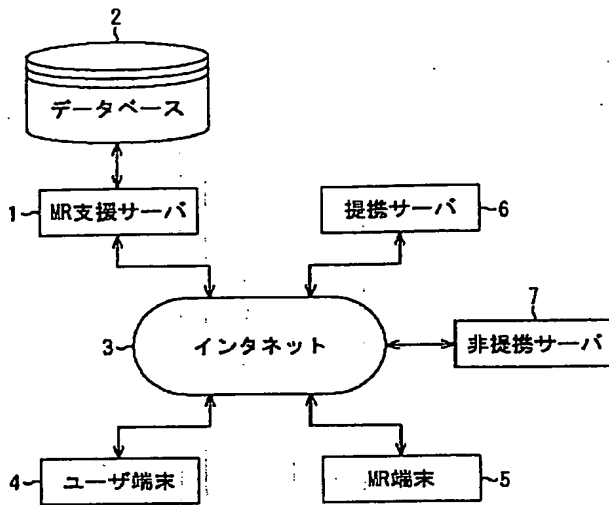 2
データベース
1 MR支援サーバ
提携サーバ 6
7
3 インタネット
非提携サーバ
4 ユーザ端末
MR端末 5